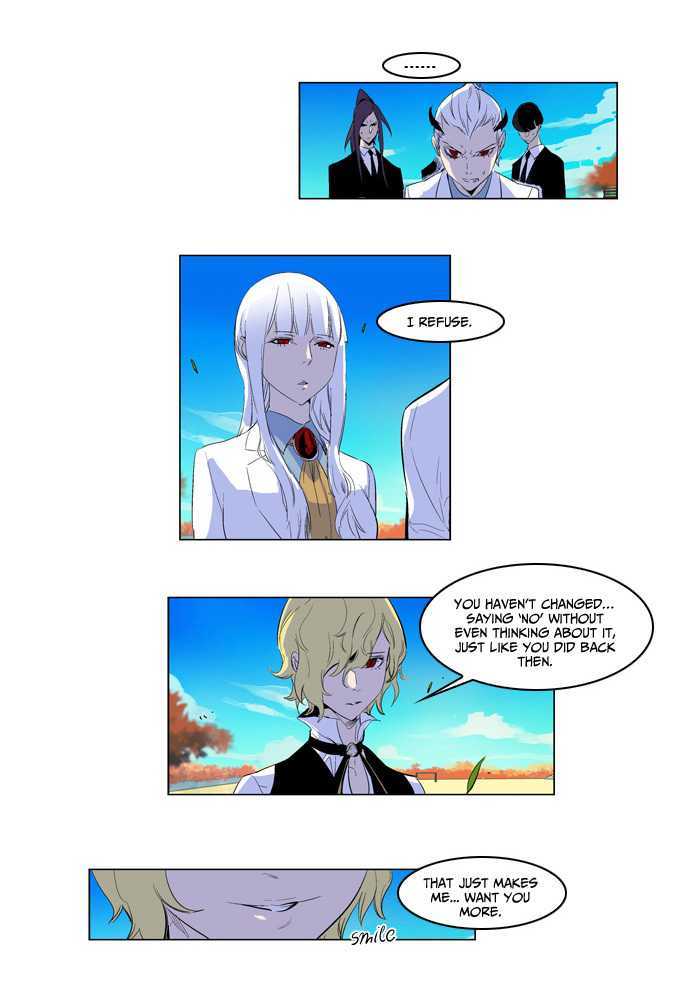 ------
I REFUSE.
YOU HAVEN'T CHANGED...
SAYING 'NO' WITHOUT
EVEN THINKING ABOUT IT,
JUST LIKE YOU DID BACK
THEN.
THAT JUST MAKES
ME... WANT YOU
MORE.
smile